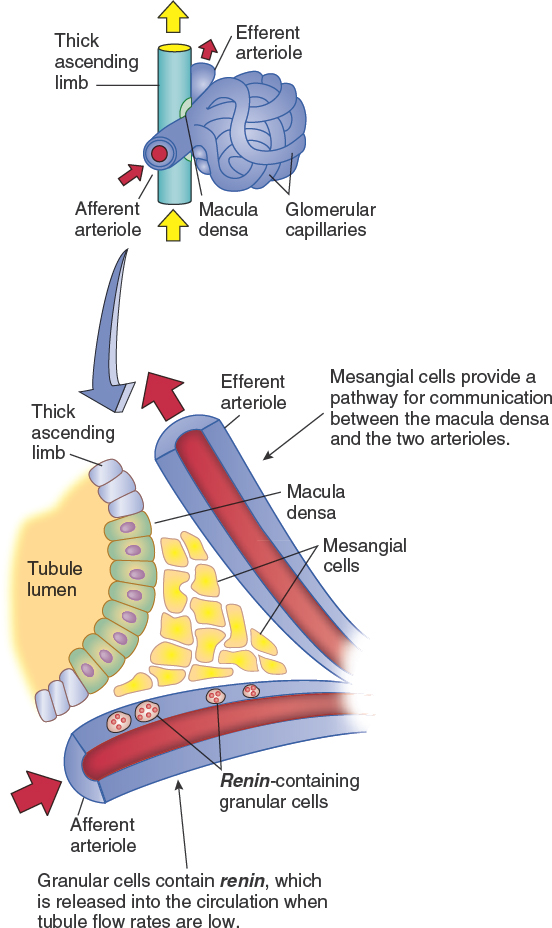 Thick
ascending
limb
Efferent
arteriole
Afferent
arteriole
Macula
densa
Glomerular
capillaries
Efferent
arteriole
Mesangial cells provide a
pathway for communication
between the macula densa
and the two arterioles.
Thick
ascending
limb
Macula
densa
Tubule
lumen
Mesangial
cells
Renin-containing
granular cells
Afferent
arteriole
Granular cells contain renin, which
is released into the circulation when
tubule flow rates are low.